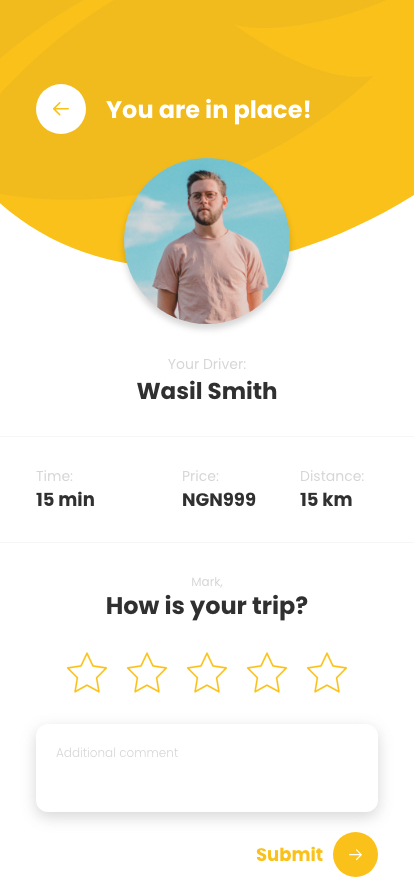 You are in place!
Your Driver:
Wasil Smith
Time:
Price:
Distance:
15 min
NGN999
15 km
Mark,
How is your trip?
Additional comment
Submit